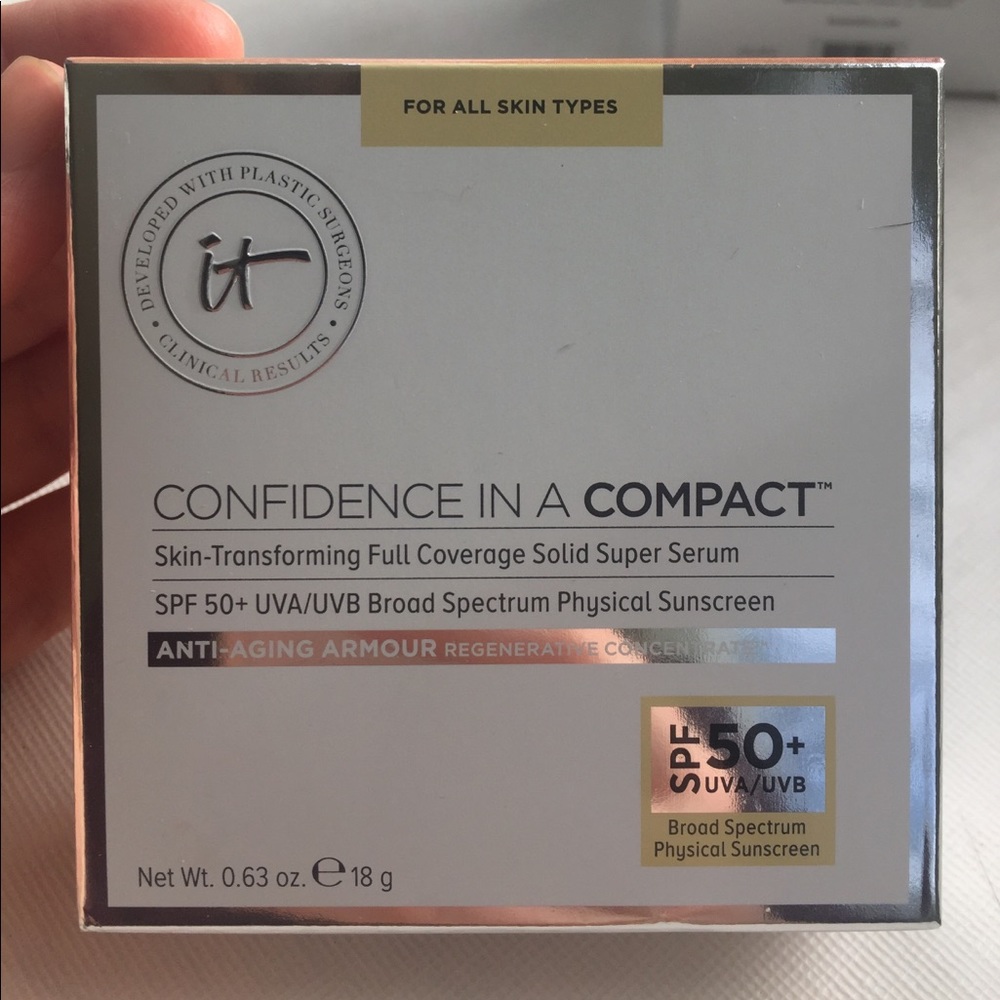 FOR ALL SKIN TYPES
DEVELOPED WITH PLASTIC SURGEONS
• CLINICAL RESULTS •
it
CONFIDENCE IN A COMPACT™
Skin-Transforming Full Coverage Solid Super Serum
SPF 50+ UVA/UVB Broad Spectrum Physical Sunscreen
ANTI-AGING ARMOUR REGENERATIVE CONCENTRATE
SPF 50+
UVA/UVB
Broad Spectrum
Physical Sunscreen
Net Wt. 0.63 oz. ℮ 18 g